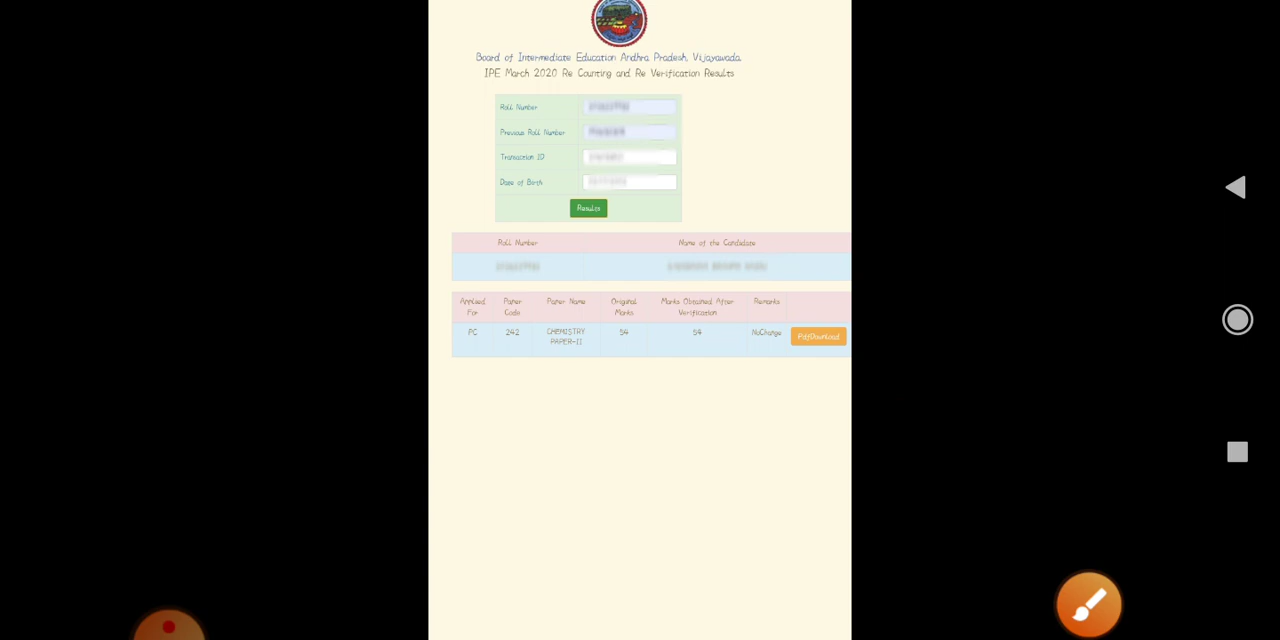 Board of Intermediate Education Andhra Pradesh, Vijayawada.
IPE March 2020 Re Counting and Re Verification Results
Roll Number
Previous Roll Number
Transaction ID
Date of Birth
Results
Roll Number Name of the Candidate
Applied For Paper Code Paper Name Original Marks Marks Obtained After Verification Remarks
PC 242 CHEMISTRY PAPER-II 54 54 NoChange PdfDownload